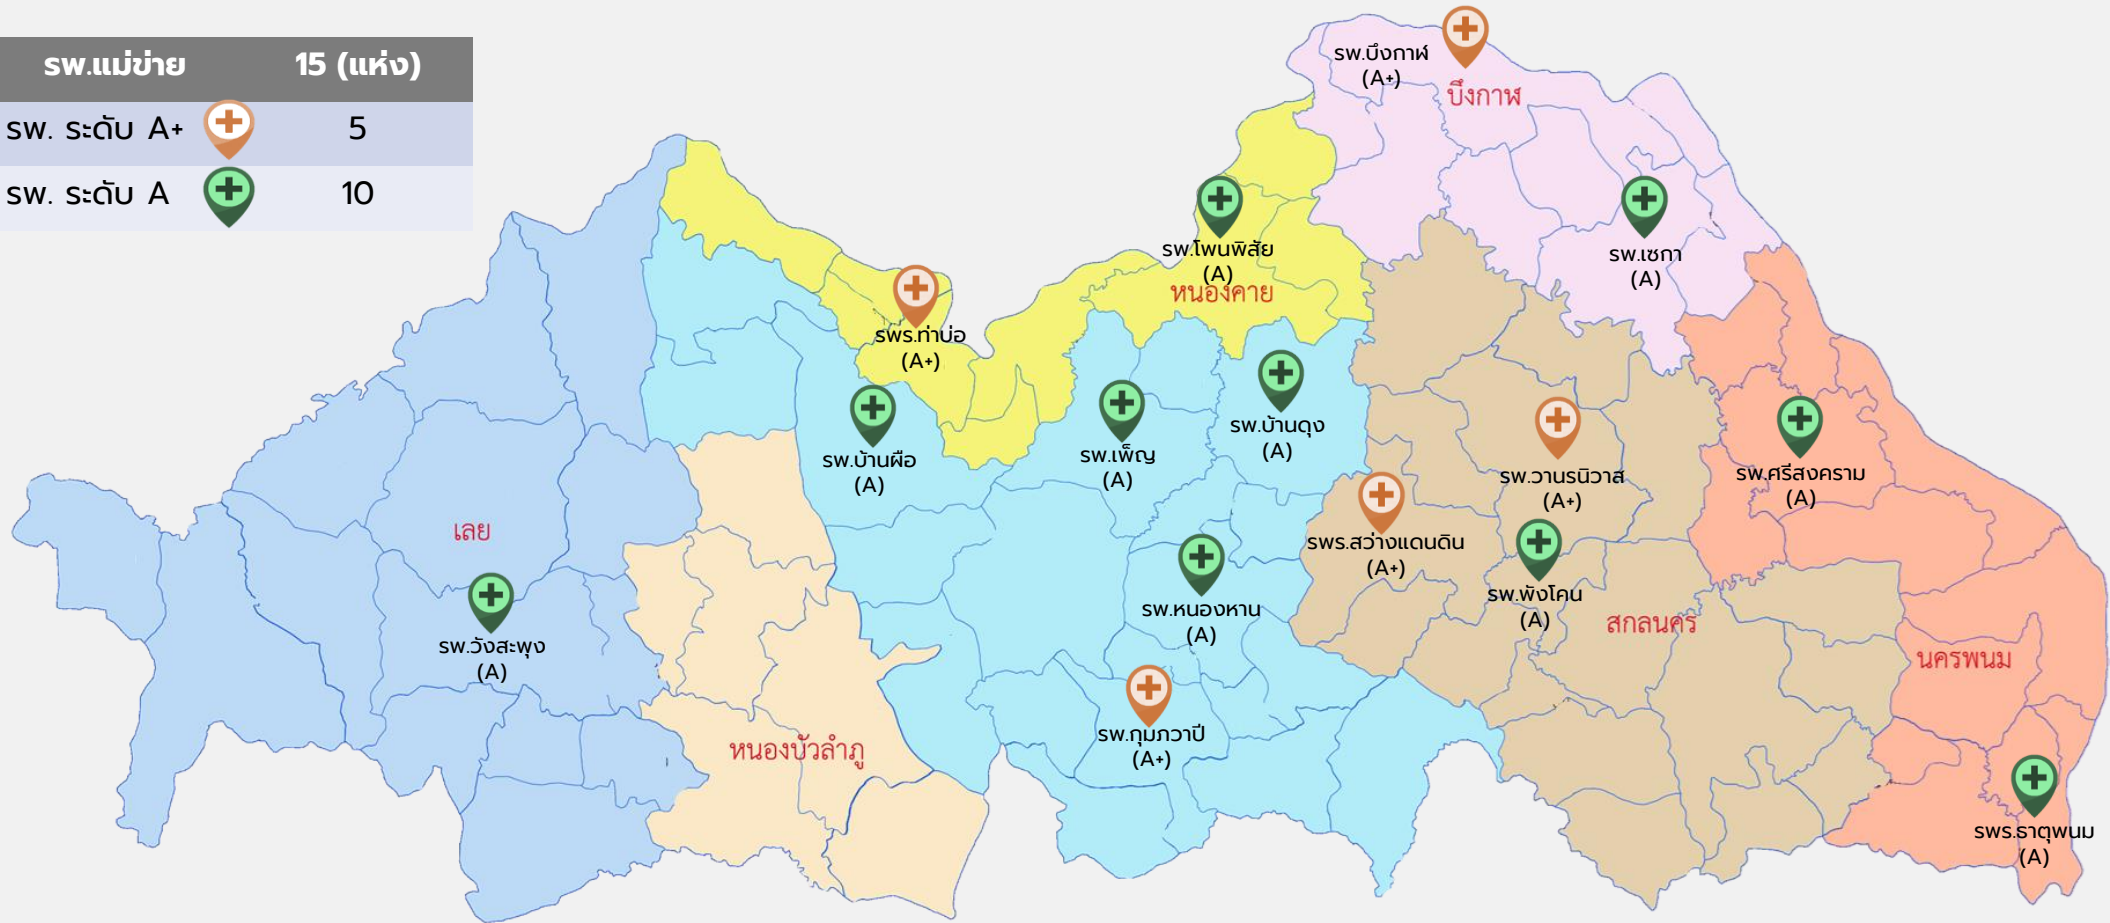 รพ.แม่ข่าย 15 (แห่ง)
รพ. ระดับ A+ 5
รพ. ระดับ A 10
รพ.บึงกาฬ
(A+)
บึงกาฬ
รพ.โพนพิสัย
(A)
หนองคาย
รพ.เซกา
(A)
รพร.ท่าบ่อ
(A+)
รพ.บ้านผือ
(A)
รพ.เพ็ญ
(A)
รพ.บ้านดุง
(A)
รพ.วานรนิวาส
(A+)
รพ.ศรีสงคราม
(A)
เลย
รพร.สว่างแดนดิน
(A+)
รพ.หนองหาน
(A)
รพ.พังโคน
(A)
สกลนคร
รพ.วังสะพุง
(A)
นครพนม
หนองบัวลำภู
รพ.กุมภวาปี
(A+)
รพร.ธาตุพนม
(A)